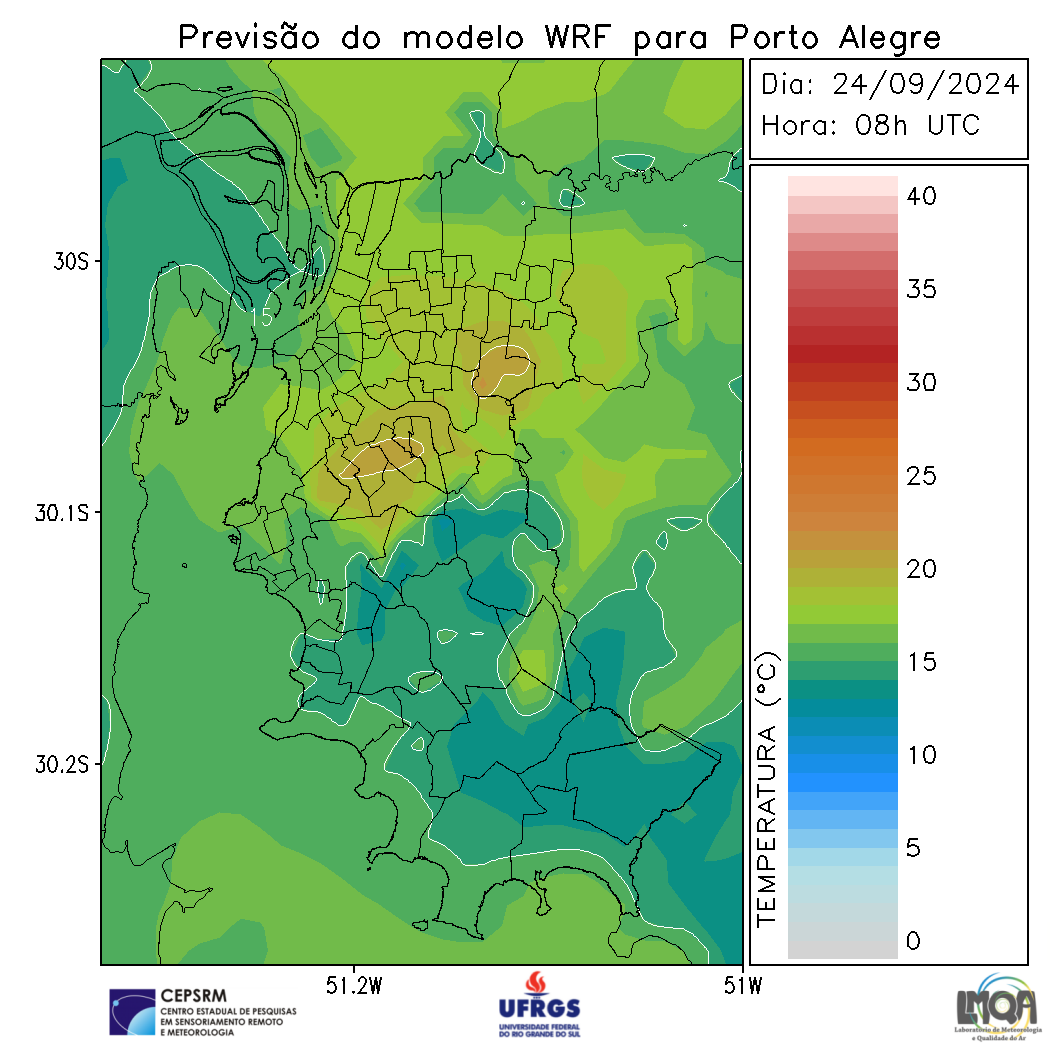 Previsão do modelo WRF para Porto Alegre
Dia: 24/09/2024
Hora: 08h UTC
30S
30.1S
30.2S
51.2W
51W
15
TEMPERATURA (°C)
40
35
30
25
20
15
10
5
0
CEPSRM
CENTRO ESTADUAL DE PESQUISAS
EM SENSORIAMENTO REMOTO
E METEOROLOGIA
UFRGS
UNIVERSIDADE FEDERAL
DO RIO GRANDE DO SUL
LMQA
Laboratório de Meteorologia
e Qualidade do Ar